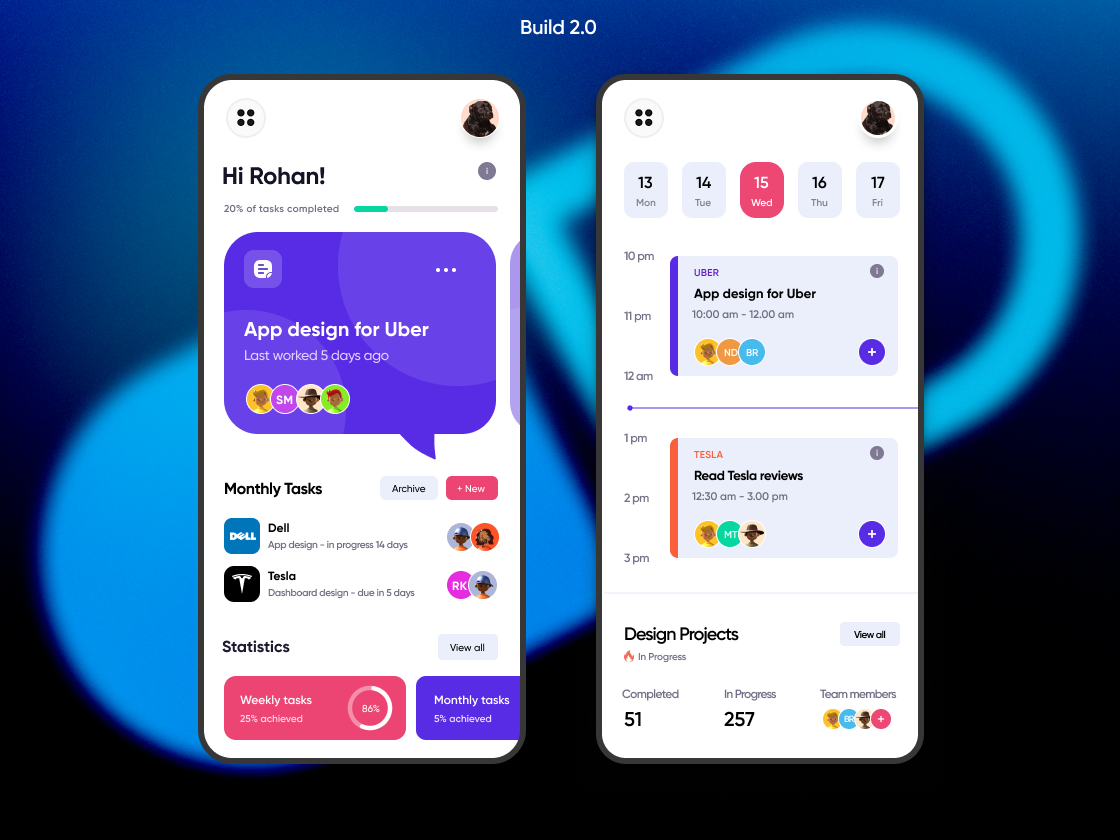 Build 2.0
Hi Rohan!
i
20% of tasks completed
App design for Uber
Last worked 5 days ago
SM
Monthly Tasks
Archive
+ New
DELL
Dell
App design - in progress 14 days
Tesla
Dashboard design - due in 5 days
RK
Statistics
View all
Weekly tasks
25% achieved
86%
Monthly tasks
5% achieved
13
Mon
14
Tue
15
Wed
16
Thu
17
Fri
10 pm
11 pm
12 am
UBER
i
App design for Uber
10:00 am - 12.00 am
ND
BR
+
1 pm
2 pm
3 pm
TESLA
i
Read Tesla reviews
12:30 am - 3.00 pm
MT
+
Design Projects
View all
In Progress
Completed
In Progress
Team members
51
257
BR
+